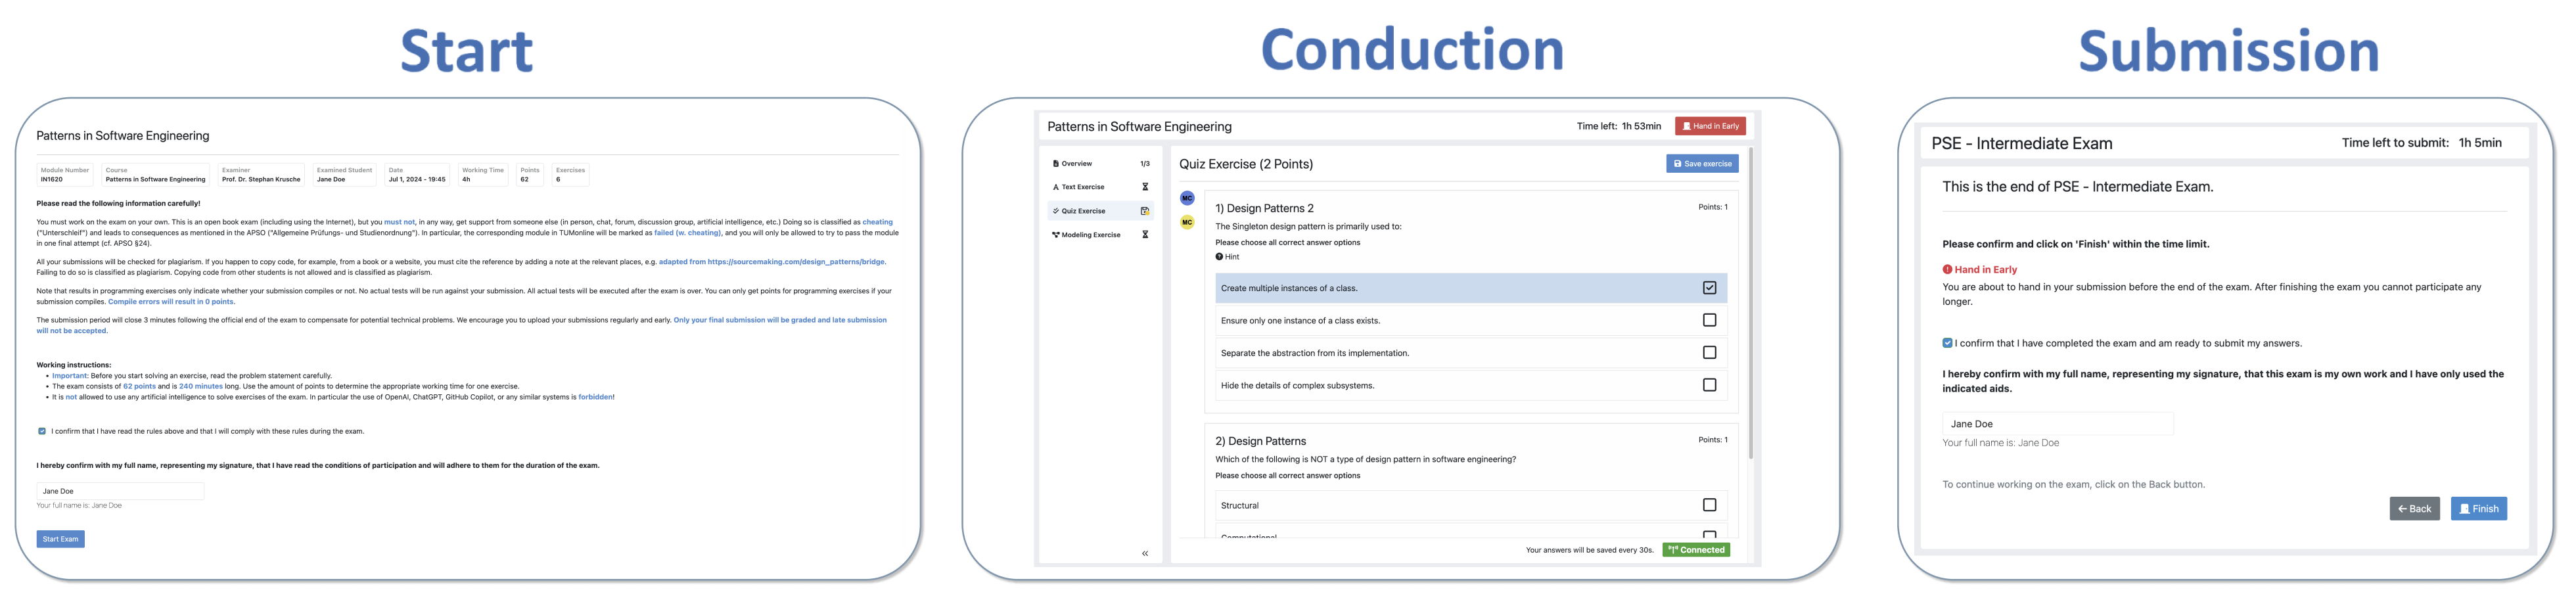 Start
Conduction
Submission
Patterns in Software Engineering
Module Number
IN1620
Course
Patterns in Software Engineering
Examiner
Prof. Dr. Stephan Krusche
Examined Student
Jane Doe
Date
Jul 1, 2024 - 19:45
Working Time
4h
Points
62
Exercises
6
Please read the following information carefully!
You must work on the exam on your own. This is an open book exam (including using the Internet), but you must not, in any way, get support from someone else (in person, chat, forum, discussion group, artificial intelligence, etc.) Doing so is classified as cheating
("Unterschleif") and leads to consequences as mentioned in the APSO ("Allgemeine Prüfungs- und Studienordnung"). In particular, the corresponding module in TUMonline will be marked as failed (w. cheating), and you will only be allowed to try to pass the module
in one final attempt (cf. APSO §24).
All your submissions will be checked for plagiarism. If you happen to copy code, for example, from a book or a website, you must cite the reference by adding a note at the relevant places, e.g. adapted from https://sourcemaking.com/design_patterns/bridge.
Failing to do so is classified as plagiarism. Copying code from other students is not allowed and is classified as plagiarism.
Note that results in programming exercises only indicate whether your submission compiles or not. No actual tests will be run against your submission. All actual tests will be executed after the exam is over. You can only get points for programming exercises if your
submission compiles. Compile errors will result in 0 points.
The submission period will close 3 minutes following the official end of the exam to compensate for potential technical problems. We encourage you to upload your submissions regularly and early. Only your final submission will be graded and late submission
will not be accepted.
Working instructions:
• Important: Before you start solving an exercise, read the problem statement carefully.
• The exam consists of 62 points and is 240 minutes long. Use the amount of points to determine the appropriate working time for one exercise.
• It is not allowed to use any artificial intelligence to solve exercises of the exam. In particular the use of OpenAI, ChatGPT, GitHub Copilot, or any similar systems is forbidden!
I confirm that I have read the rules above and that I will comply with these rules during the exam.
I hereby confirm with my full name, representing my signature, that I have read the conditions of participation and will adhere to them for the duration of the exam.
Jane Doe
Your full name is: Jane Doe
Start Exam
Patterns in Software Engineering
Time left: 1h 53min
Hand in Early
Overview 1/3
Text Exercise
Quiz Exercise
Modeling Exercise
«
Quiz Exercise (2 Points)
Save exercise
MC
MC
1) Design Patterns 2
Points: 1
The Singleton design pattern is primarily used to:
Please choose all correct answer options
Hint
Create multiple instances of a class.
Ensure only one instance of a class exists.
Separate the abstraction from its implementation.
Hide the details of complex subsystems.
2) Design Patterns
Points: 1
Which of the following is NOT a type of design pattern in software engineering?
Please choose all correct answer options
Structural
Computational
Your answers will be saved every 30s.
Connected
PSE - Intermediate Exam
Time left to submit: 1h 5min
This is the end of PSE - Intermediate Exam.
Please confirm and click on 'Finish' within the time limit.
Hand in Early
You are about to hand in your submission before the end of the exam. After finishing the exam you cannot participate any
longer.
I confirm that I have completed the exam and am ready to submit my answers.
I hereby confirm with my full name, representing my signature, that this exam is my own work and I have only used the
indicated aids.
Jane Doe
Your full name is: Jane Doe
To continue working on the exam, click on the Back button.
Back
Finish